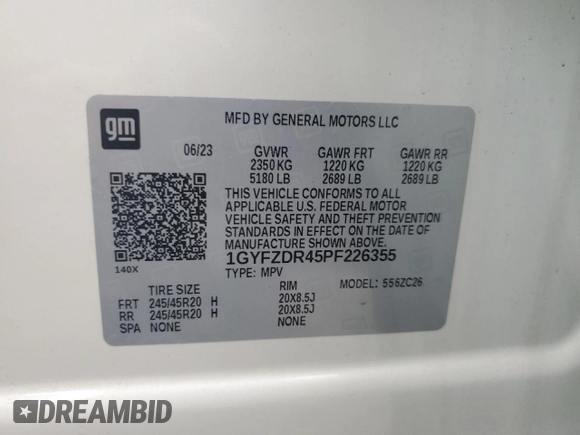 gm
MFD BY GENERAL MOTORS LLC
06/23 GVWR GAWR FRT GAWR RR
2350 KG 1220 KG 1220 KG
5180 LB 2689 LB 2689 LB
THIS VEHICLE CONFORMS TO ALL
APPLICABLE U.S. FEDERAL MOTOR
VEHICLE SAFETY AND THEFT PREVENTION
STANDARDS IN EFFECT ON THE DATE OF
MANUFACTURE SHOWN ABOVE.
1GYFZDR45PF226355
140X
TYPE: MPV MODEL: 556ZC26
TIRE SIZE RIM
FRT 245/45R20 H 20X8.5J
RR 245/45R20 H 20X8.5J
SPA NONE NONE
DREAMBID